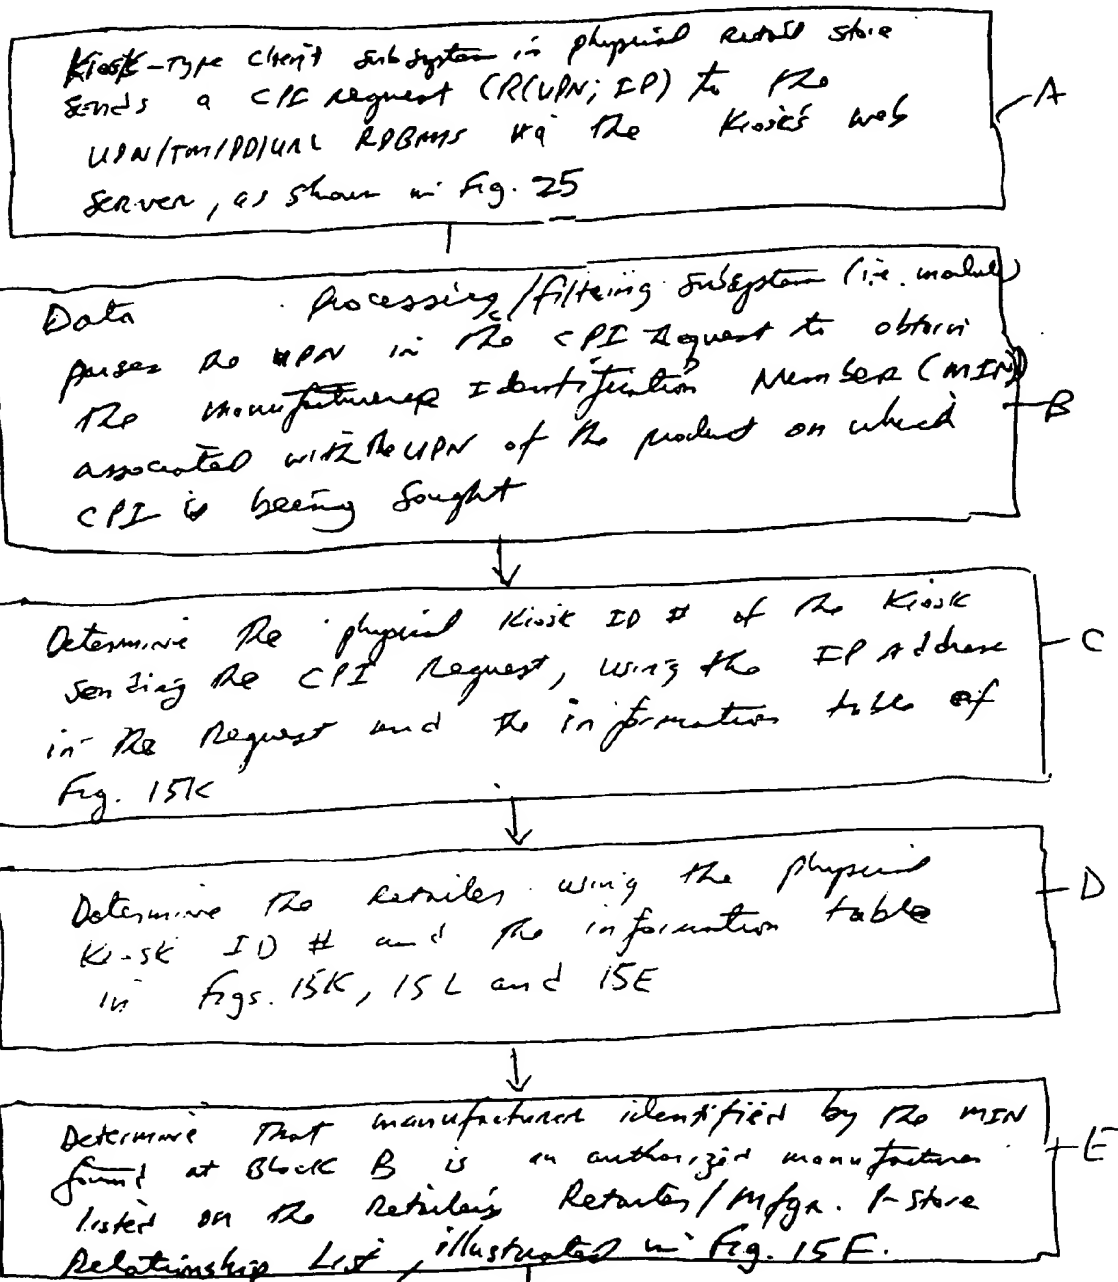 Kiosk-Type Client subsystem in physical retail store
sends a CPI request (R(UPN; IP) to the
UPN/TM/PD/URL RDBMS via the Kiosk's web
server, as shown in Fig. 25
A
Data processing/filtering subsystem (i.e. module)
parses the UPN in the CPI request to obtain
the manufacturer Identification Number (MIN)
associated with the UPN of the product on which
CPI is being sought
B
Determine the physical Kiosk ID # of the Kiosk
sending the CPI Request, using the IP Address
in the Request and the information table of
Fig. 15K
C
Determine the retailer using the physical
Kiosk ID # and the information table
in Figs. 15K, 15L and 15E
D
Determine that manufacturer identified by the MIN
found at Block B is an authorized manufacturer
listed on the Retailer's Retailer/Mfgr. P-Store
Relationship List, illustrated in Fig. 15F.
E